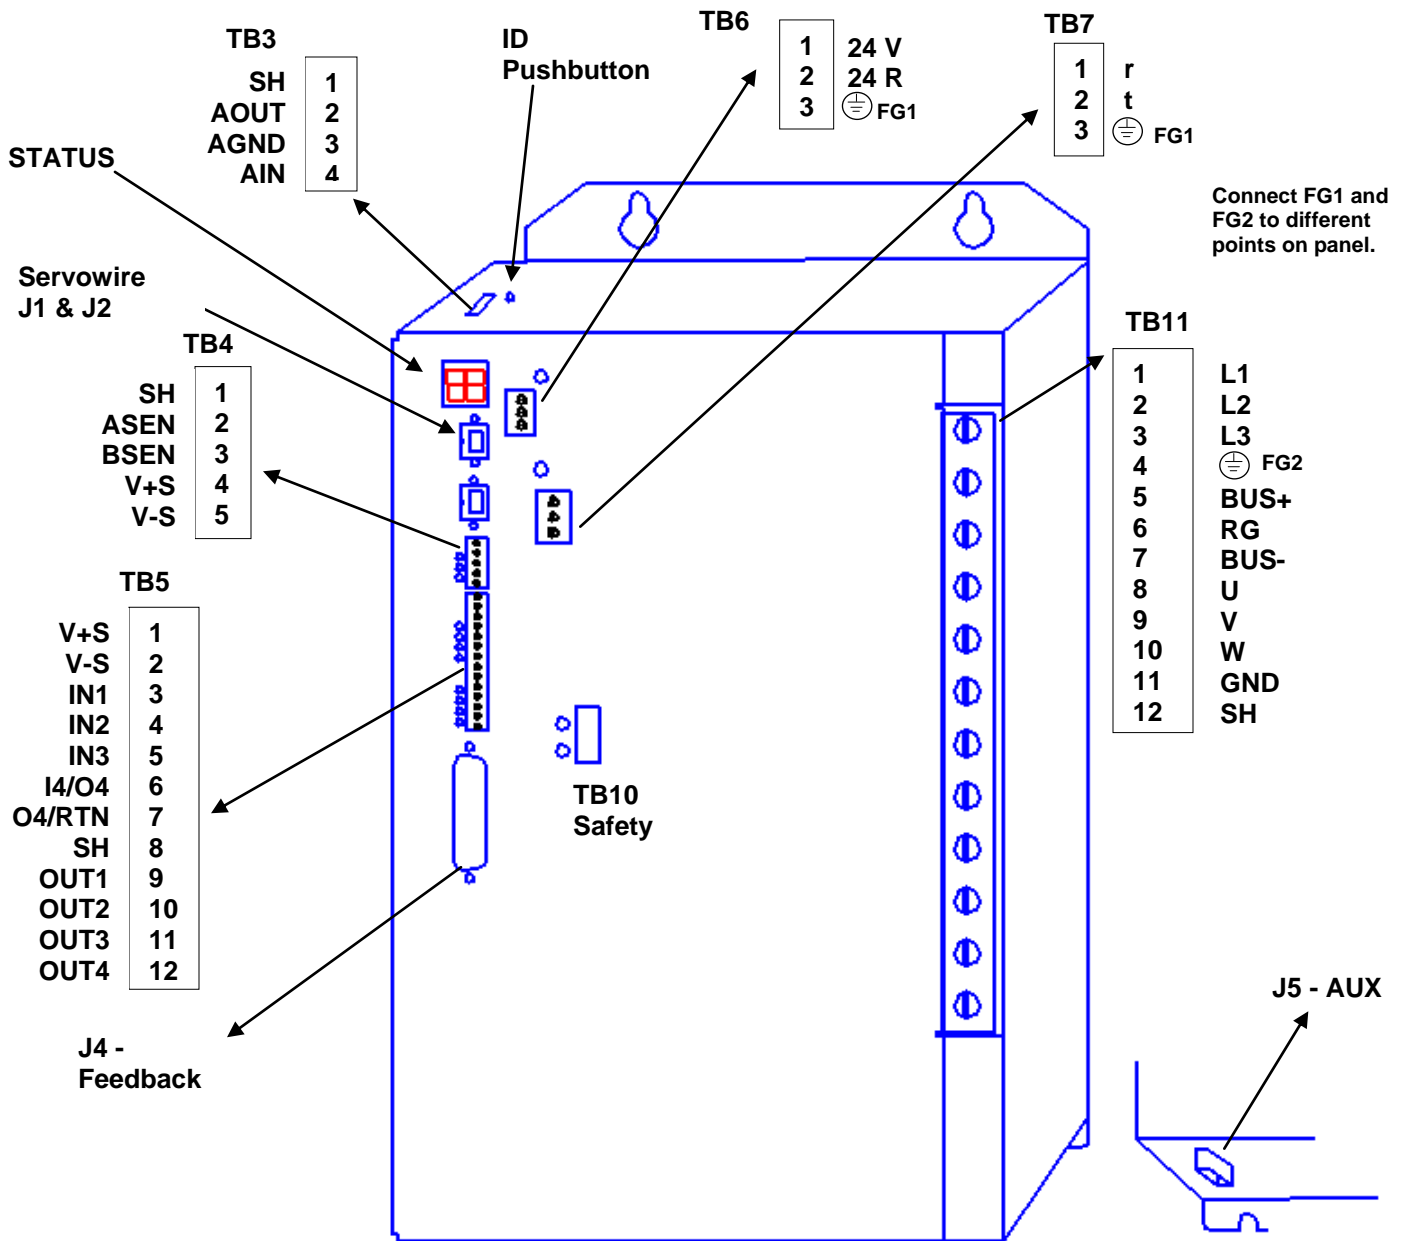 TB3
SH 1
AOUT 2
AGND 3
AIN 4
ID
Pushbutton
TB6
1 24 V
2 24 R
3 FG1
TB7
1 r
2 t
3 FG1
STATUS
Connect FG1 and
FG2 to different
points on panel.
Servowire
J1 & J2
TB4
SH 1
ASEN 2
BSEN 3
V+S 4
V-S 5
TB11
1 L1
2 L2
3 L3
4 FG2
5 BUS+
6 RG
7 BUS-
8 U
9 V
10 W
11 GND
12 SH
TB5
V+S 1
V-S 2
IN1 3
IN2 4
IN3 5
I4/O4 6
O4/RTN 7
SH 8
OUT1 9
OUT2 10
OUT3 11
OUT4 12
TB10
Safety
J4 -
Feedback
J5 - AUX